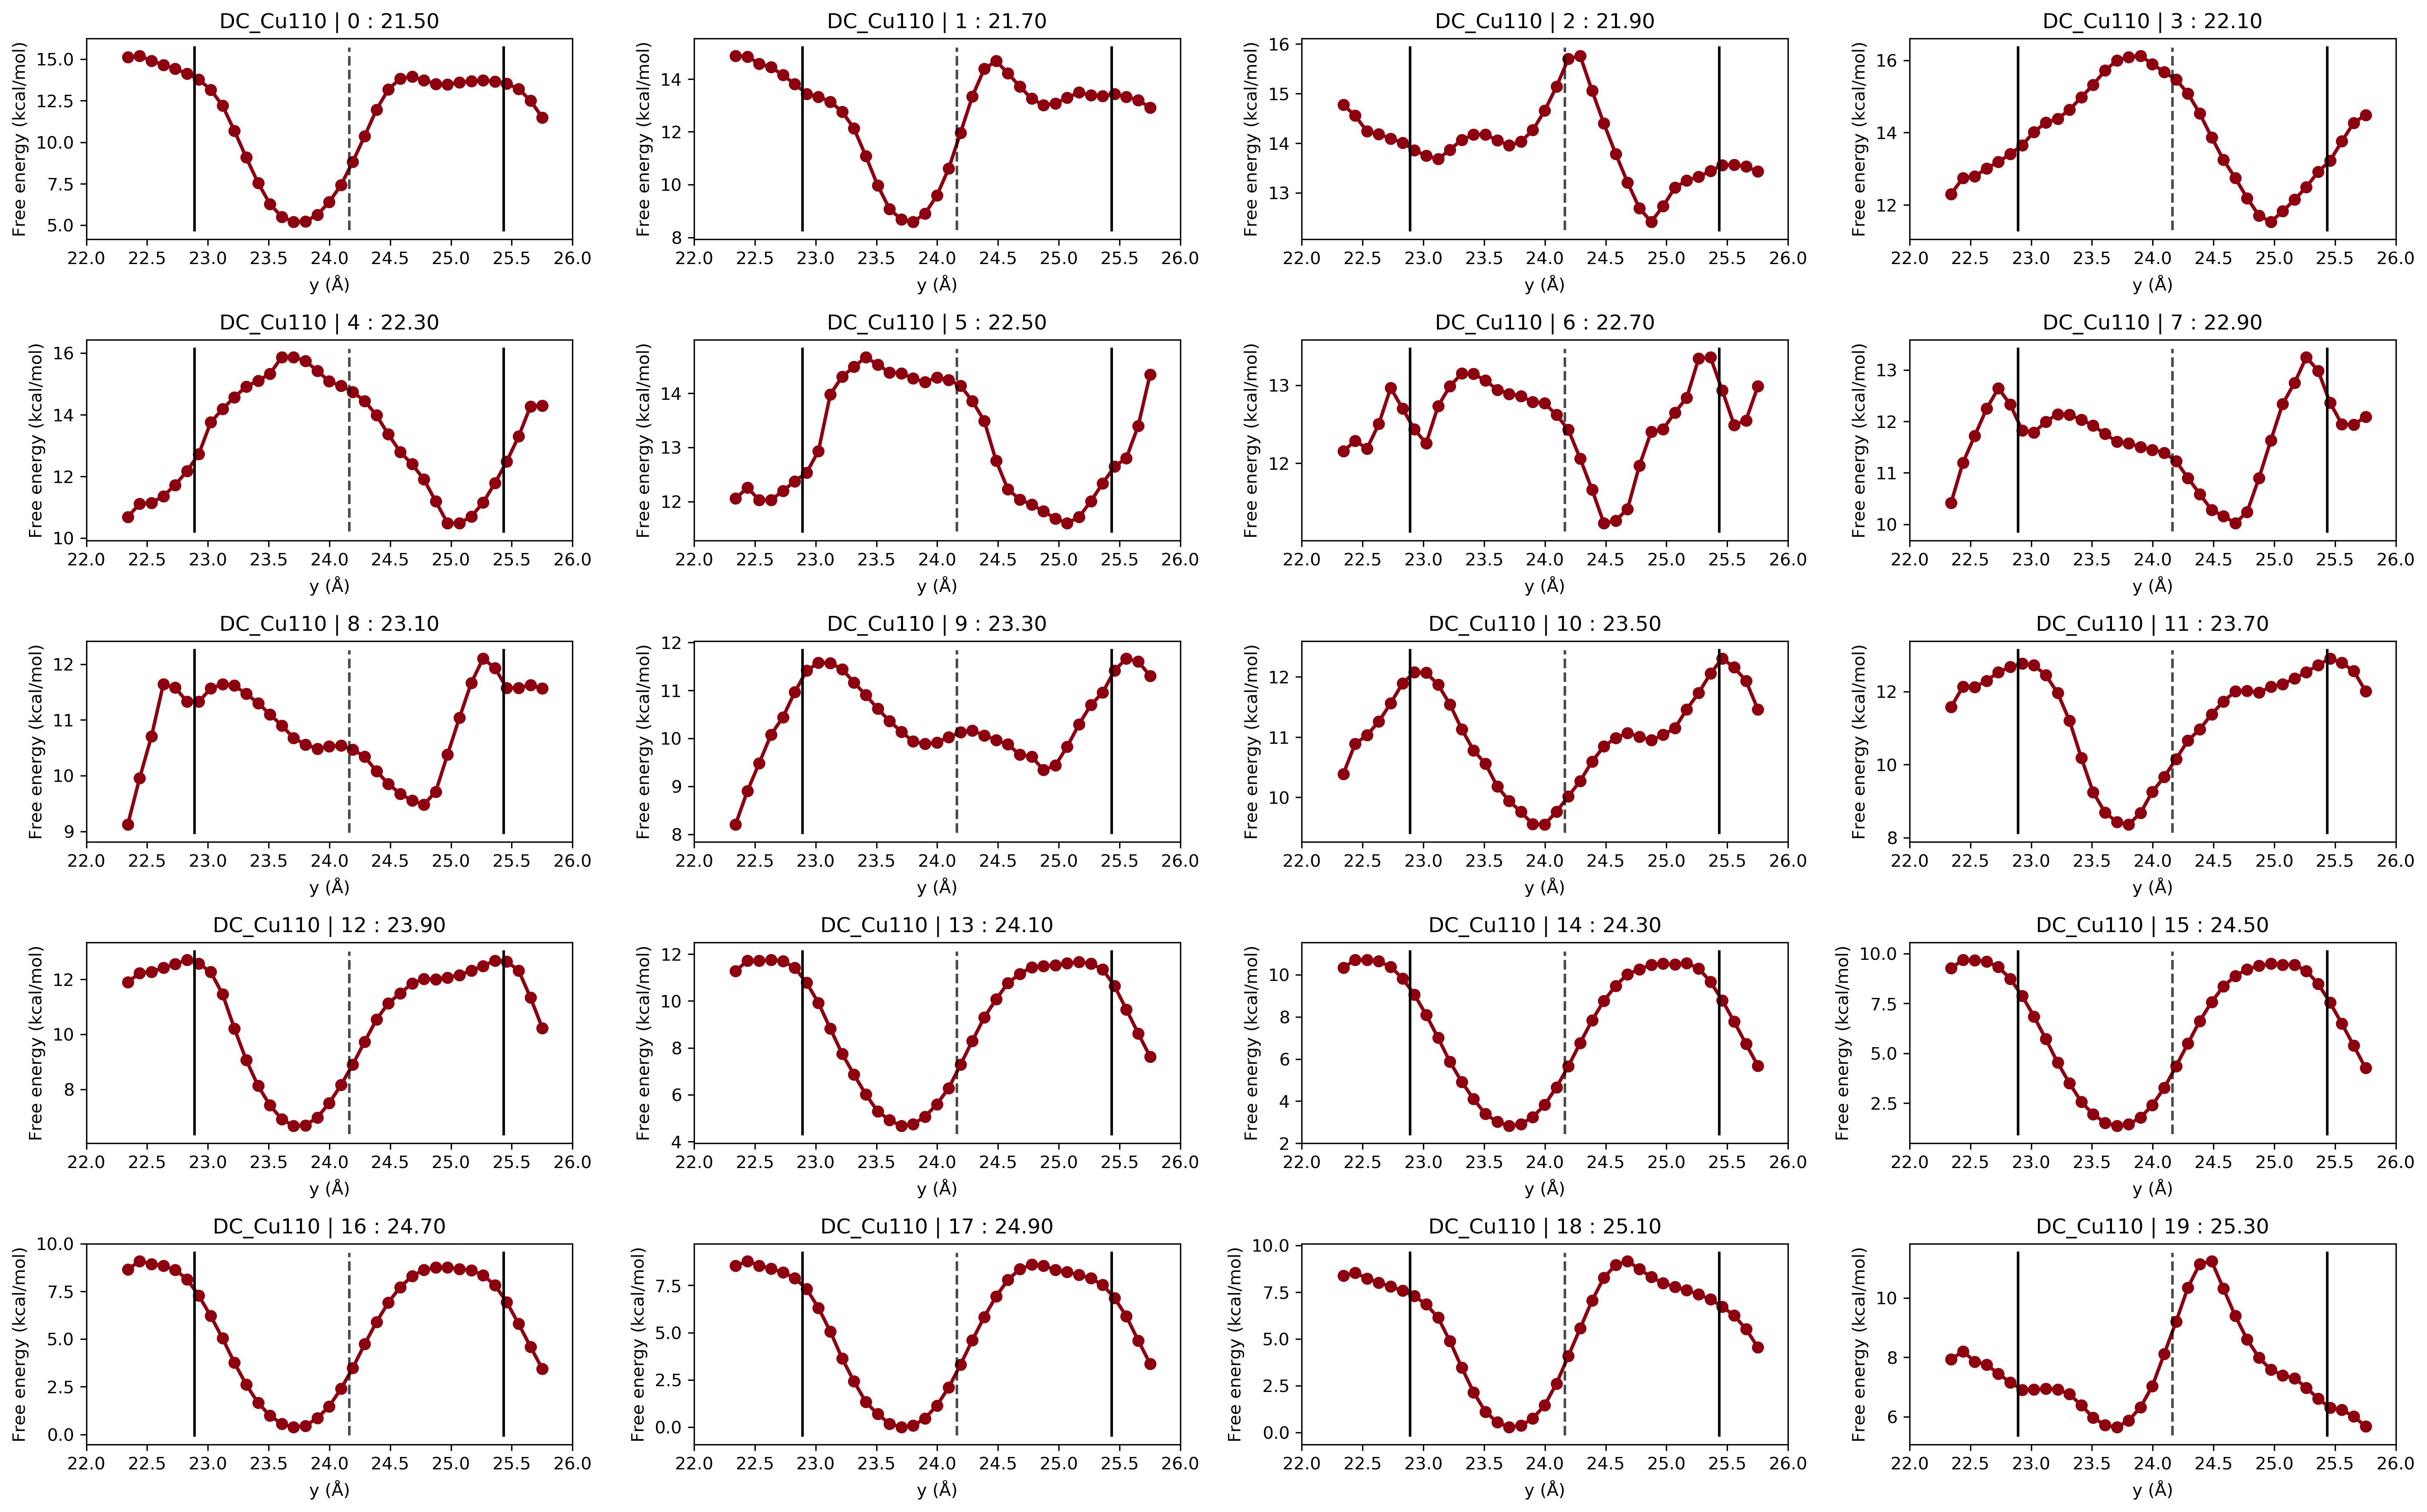 DC_Cu110 | 0 : 21.50
Free energy (kcal/mol)
15.0
12.5
10.0
7.5
5.0
22.0 22.5 23.0 23.5 24.0 24.5 25.0 25.5 26.0
y (Å)
DC_Cu110 | 1 : 21.70
Free energy (kcal/mol)
14
12
10
8
22.0 22.5 23.0 23.5 24.0 24.5 25.0 25.5 26.0
y (Å)
DC_Cu110 | 2 : 21.90
Free energy (kcal/mol)
16
15
14
13
22.0 22.5 23.0 23.5 24.0 24.5 25.0 25.5 26.0
y (Å)
DC_Cu110 | 3 : 22.10
Free energy (kcal/mol)
16
14
12
22.0 22.5 23.0 23.5 24.0 24.5 25.0 25.5 26.0
y (Å)
DC_Cu110 | 4 : 22.30
Free energy (kcal/mol)
16
14
12
10
22.0 22.5 23.0 23.5 24.0 24.5 25.0 25.5 26.0
y (Å)
DC_Cu110 | 5 : 22.50
Free energy (kcal/mol)
14
13
12
22.0 22.5 23.0 23.5 24.0 24.5 25.0 25.5 26.0
y (Å)
DC_Cu110 | 6 : 22.70
Free energy (kcal/mol)
13
12
22.0 22.5 23.0 23.5 24.0 24.5 25.0 25.5 26.0
y (Å)
DC_Cu110 | 7 : 22.90
Free energy (kcal/mol)
13
12
11
10
22.0 22.5 23.0 23.5 24.0 24.5 25.0 25.5 26.0
y (Å)
DC_Cu110 | 8 : 23.10
Free energy (kcal/mol)
12
11
10
9
22.0 22.5 23.0 23.5 24.0 24.5 25.0 25.5 26.0
y (Å)
DC_Cu110 | 9 : 23.30
Free energy (kcal/mol)
12
11
10
9
8
22.0 22.5 23.0 23.5 24.0 24.5 25.0 25.5 26.0
y (Å)
DC_Cu110 | 10 : 23.50
Free energy (kcal/mol)
12
11
10
22.0 22.5 23.0 23.5 24.0 24.5 25.0 25.5 26.0
y (Å)
DC_Cu110 | 11 : 23.70
Free energy (kcal/mol)
12
10
8
22.0 22.5 23.0 23.5 24.0 24.5 25.0 25.5 26.0
y (Å)
DC_Cu110 | 12 : 23.90
Free energy (kcal/mol)
12
10
8
22.0 22.5 23.0 23.5 24.0 24.5 25.0 25.5 26.0
y (Å)
DC_Cu110 | 13 : 24.10
Free energy (kcal/mol)
12
10
8
6
4
22.0 22.5 23.0 23.5 24.0 24.5 25.0 25.5 26.0
y (Å)
DC_Cu110 | 14 : 24.30
Free energy (kcal/mol)
10
8
6
4
2
22.0 22.5 23.0 23.5 24.0 24.5 25.0 25.5 26.0
y (Å)
DC_Cu110 | 15 : 24.50
Free energy (kcal/mol)
10.0
7.5
5.0
2.5
22.0 22.5 23.0 23.5 24.0 24.5 25.0 25.5 26.0
y (Å)
DC_Cu110 | 16 : 24.70
Free energy (kcal/mol)
10.0
7.5
5.0
2.5
0.0
22.0 22.5 23.0 23.5 24.0 24.5 25.0 25.5 26.0
y (Å)
DC_Cu110 | 17 : 24.90
Free energy (kcal/mol)
7.5
5.0
2.5
0.0
22.0 22.5 23.0 23.5 24.0 24.5 25.0 25.5 26.0
y (Å)
DC_Cu110 | 18 : 25.10
Free energy (kcal/mol)
10.0
7.5
5.0
2.5
0.0
22.0 22.5 23.0 23.5 24.0 24.5 25.0 25.5 26.0
y (Å)
DC_Cu110 | 19 : 25.30
Free energy (kcal/mol)
10
8
6
22.0 22.5 23.0 23.5 24.0 24.5 25.0 25.5 26.0
y (Å)